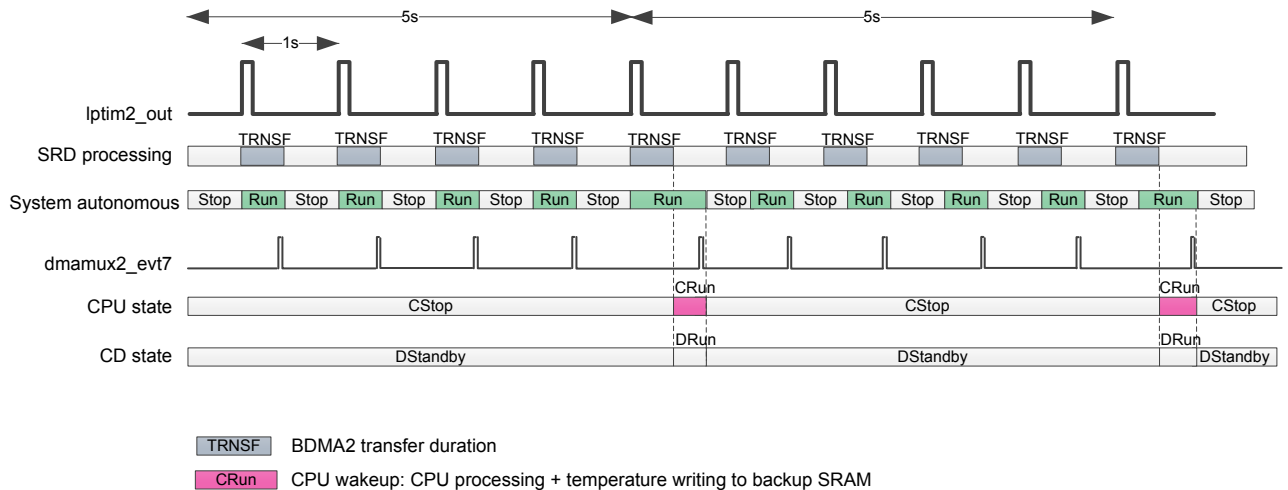 5s 5s
1s
lptim2_out
TRNSF TRNSF TRNSF TRNSF TRNSF TRNSF TRNSF TRNSF TRNSF TRNSF
SRD processing
System autonomous Stop Run Stop Run Stop Run Stop Run Stop Run Stop Run Stop Run Stop Run Stop Run Stop Run Stop
dmamux2_evt7
CRun CRun
CPU state CStop CStop CStop
DRun DRun
CD state DStandby DStandby DStandby
TRNSF BDMA2 transfer duration
CRun CPU wakeup: CPU processing + temperature writing to backup SRAM